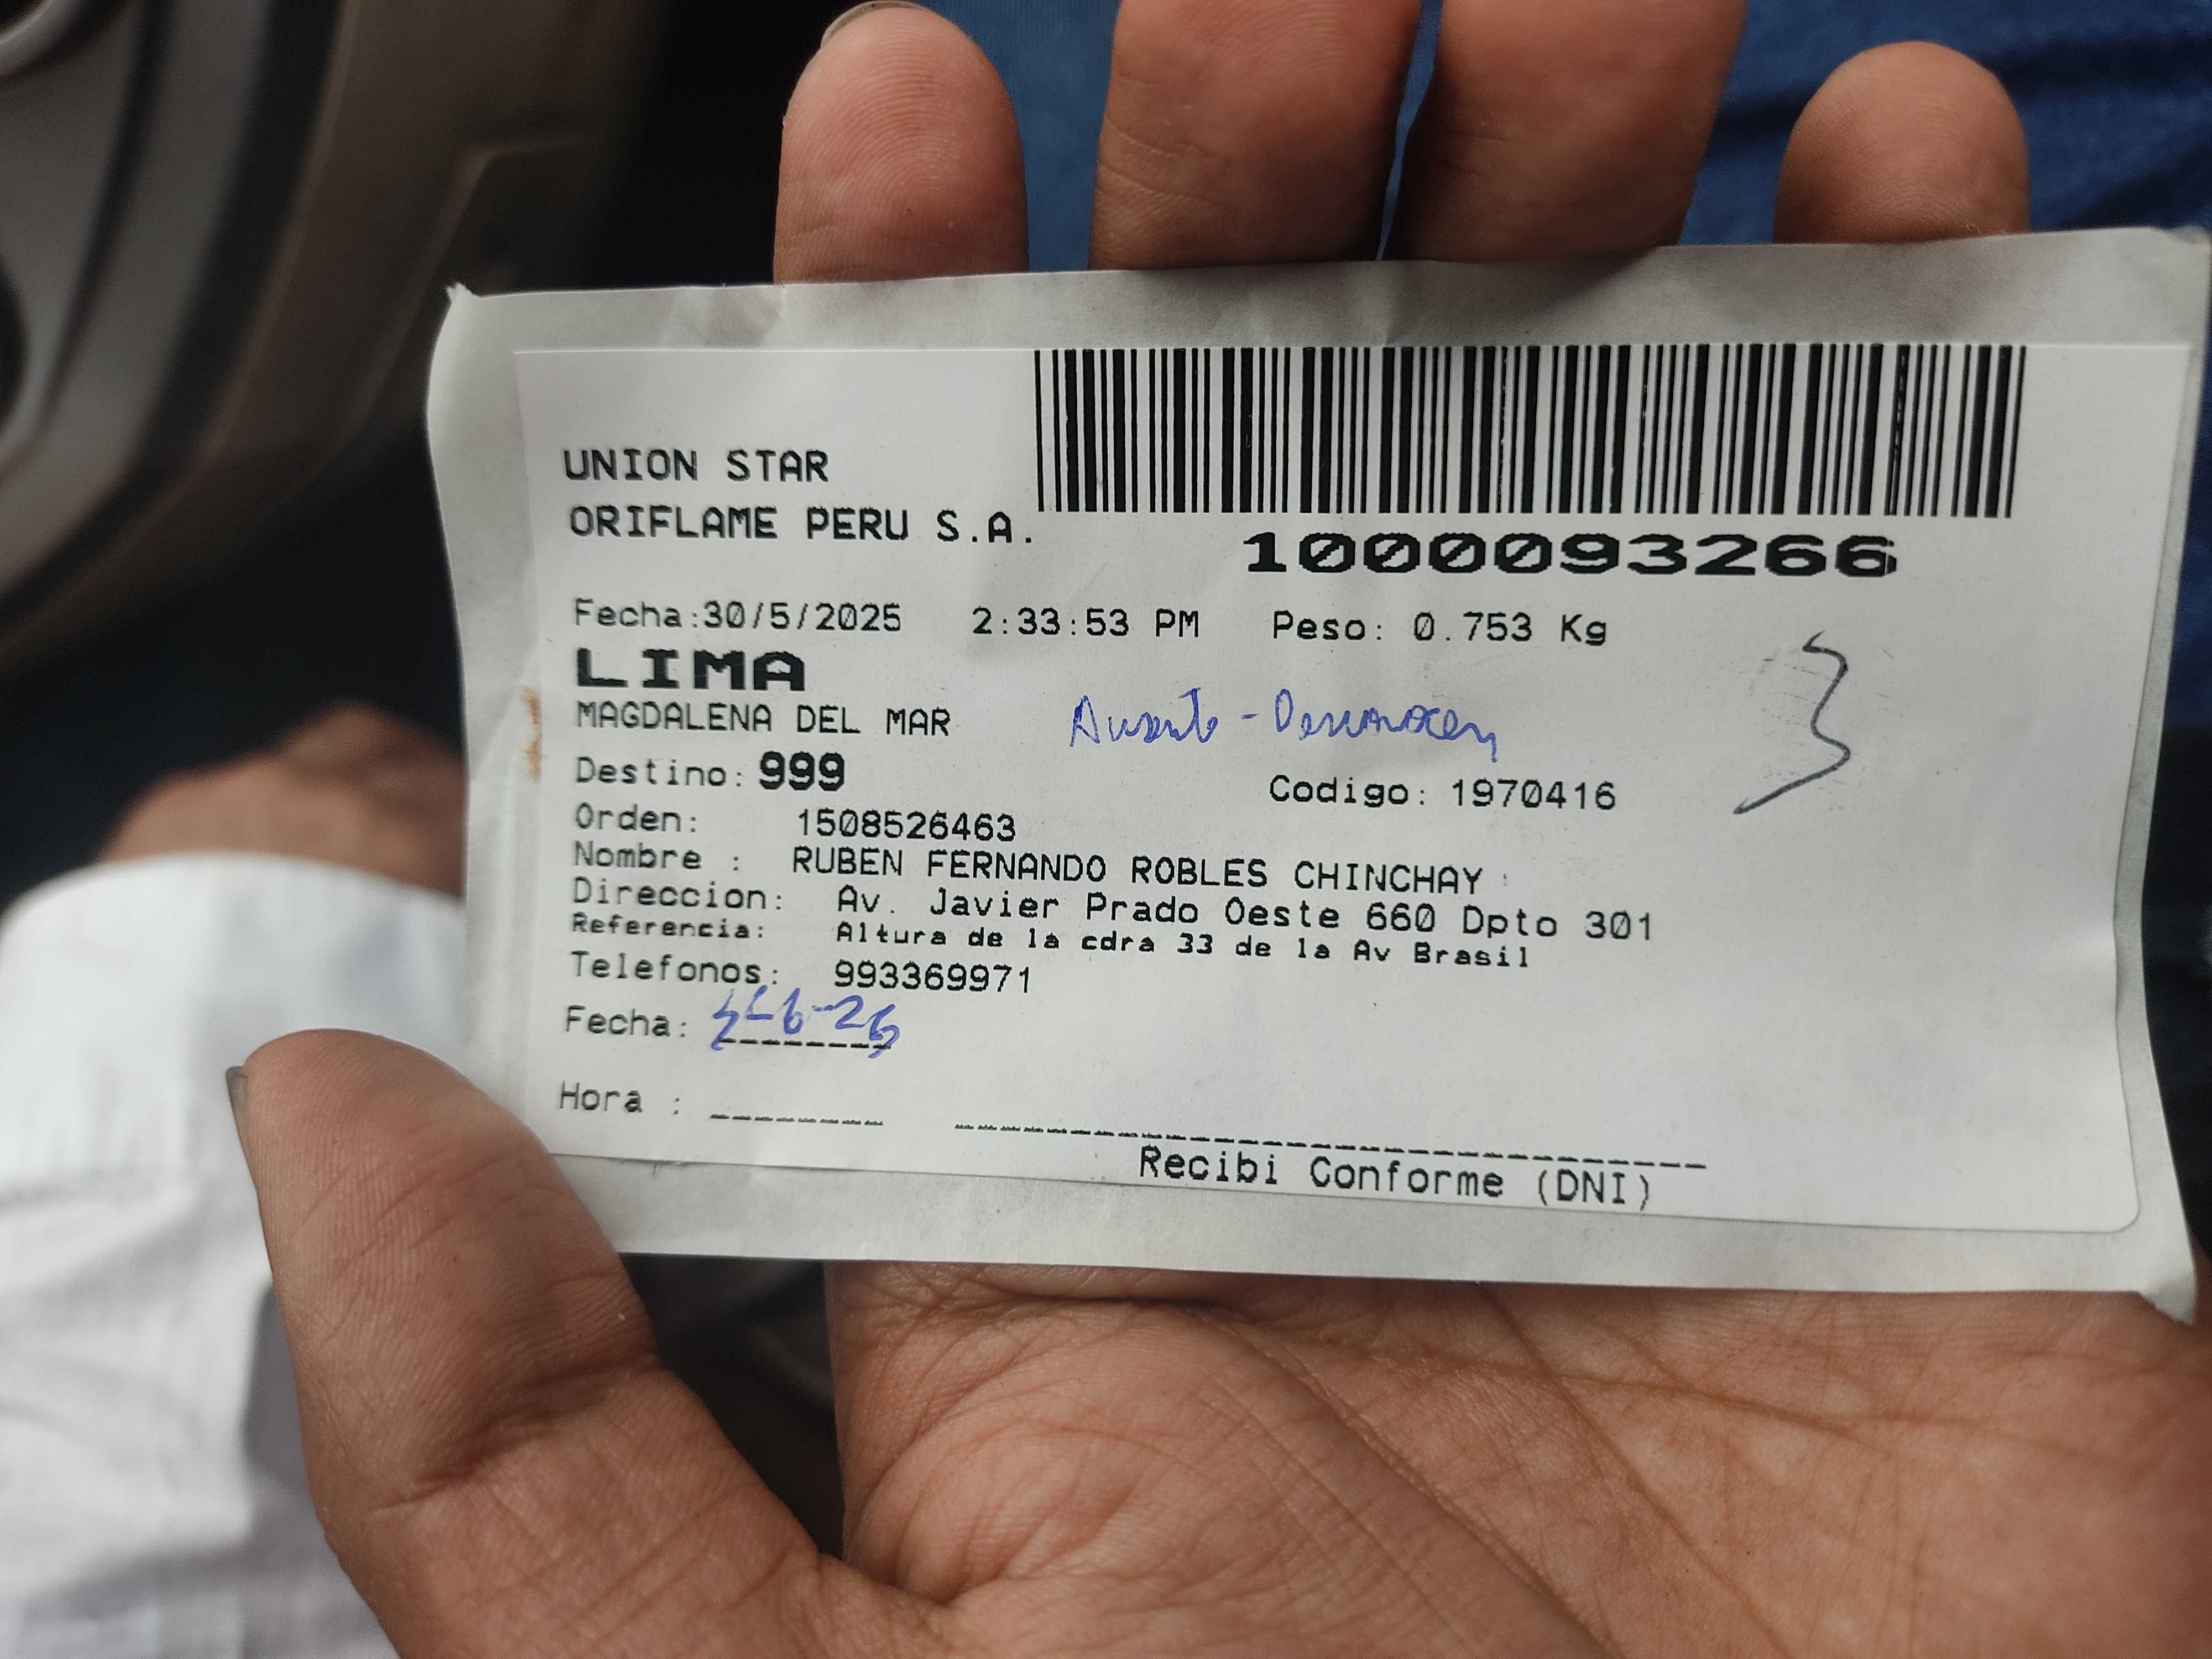 UNION STAR
ORIFLAME PERU S.A.
1000093266
Fecha:30/5/2025 2:33:53 PM Peso: 0.753 Kg
LIMA
3
MAGDALENA DEL MAR
Destino: 999
Codigo: 1970416
Orden: 1508526463
Nombre : RUBEN FERNANDO ROBLES CHINCHAY
Direccion: Av. Javier Prado Oeste 660 Dpto 301
Referencia: Altura de la cdra 33 de la Av Brasil
Telefonos: 993369971
Fecha:
Hora :
Recibi Conforme (DNI)